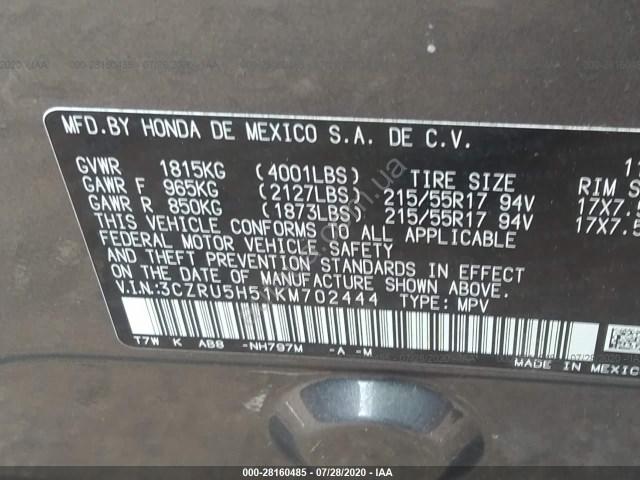 MFD.BY HONDA DE MEXICO S.A. DE C.V.
GVWR 1815KG (4001LBS) TIRE SIZE RIM S
GAWR F 965KG (2127LBS) 215/55R17 94V 17X7.
GAWR R 850KG (1873LBS) 215/55R17 94V 17X7.5
THIS VEHICLE CONFORMS TO ALL APPLICABLE
FEDERAL MOTOR VEHICLE SAFETY
AND THEFT PREVENTION STANDARDS IN EFFECT
ON THE DATE OF MANUFACTURE SHOWN ABOVE.
V.I.N.:3CZRU5H51KM702444 TYPE: MPV
T7W K AB8 -NH797M -A -M
MADE IN MEXIC
000-28160485 | 07/28/2020 | IAA